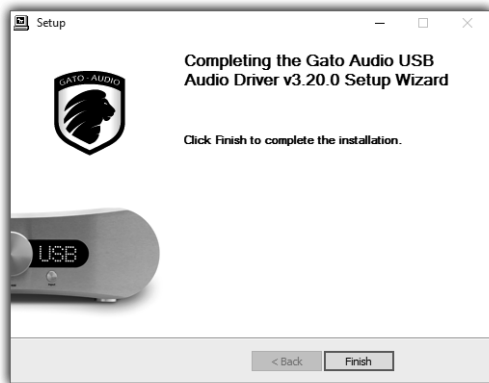 Setup
Completing the Gato Audio USB
Audio Driver v3.20.0 Setup Wizard
GATO - AUDIO
Click Finish to complete the installation.
USB
< Back
Finish